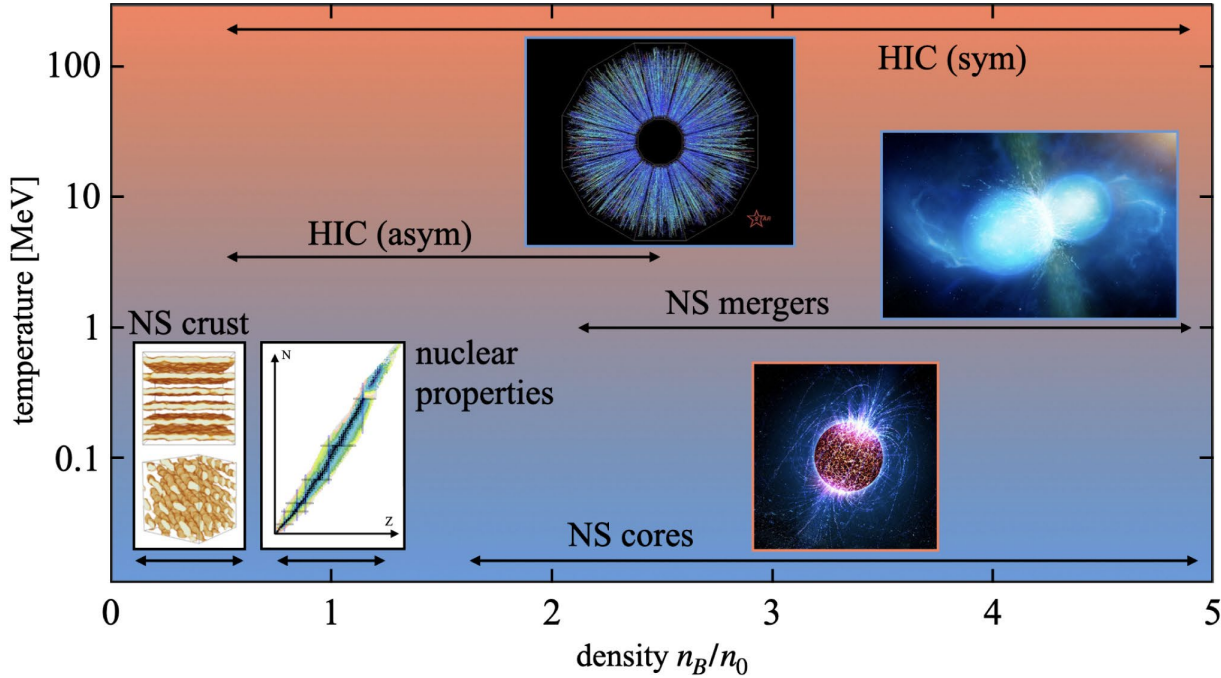 100
10
1
0.1
temperature [MeV]
HIC (sym)
STAR
HIC (asym)
NS mergers
NS crust
N
Z
nuclear
properties
NS cores
0
1
2
3
4
5
density n_B/n_0